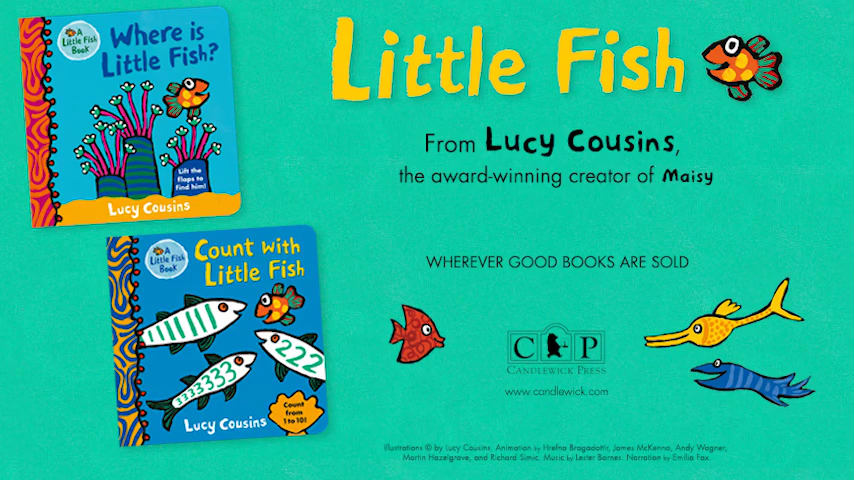 A
Little Fish
Book
Where is
Little Fish?
Lift the
flaps to
find him!
Lucy Cousins
A
Little Fish
Book
Count with
Little Fish
222
333333
Count
from
1 to 10!
Lucy Cousins
Little Fish
From Lucy Cousins,
the award-winning creator of Maisy
WHEREVER GOOD BOOKS ARE SOLD
C P
CANDLEWICK PRESS
www.candlewick.com
Illustrations © by Lucy Cousins. Animation by Hrefna Bragadottir, James McKenna, Andy Wagner,
Martin Hazelgrove, and Richard Simic. Music by Lester Barnes. Narration by Emilia Fox.